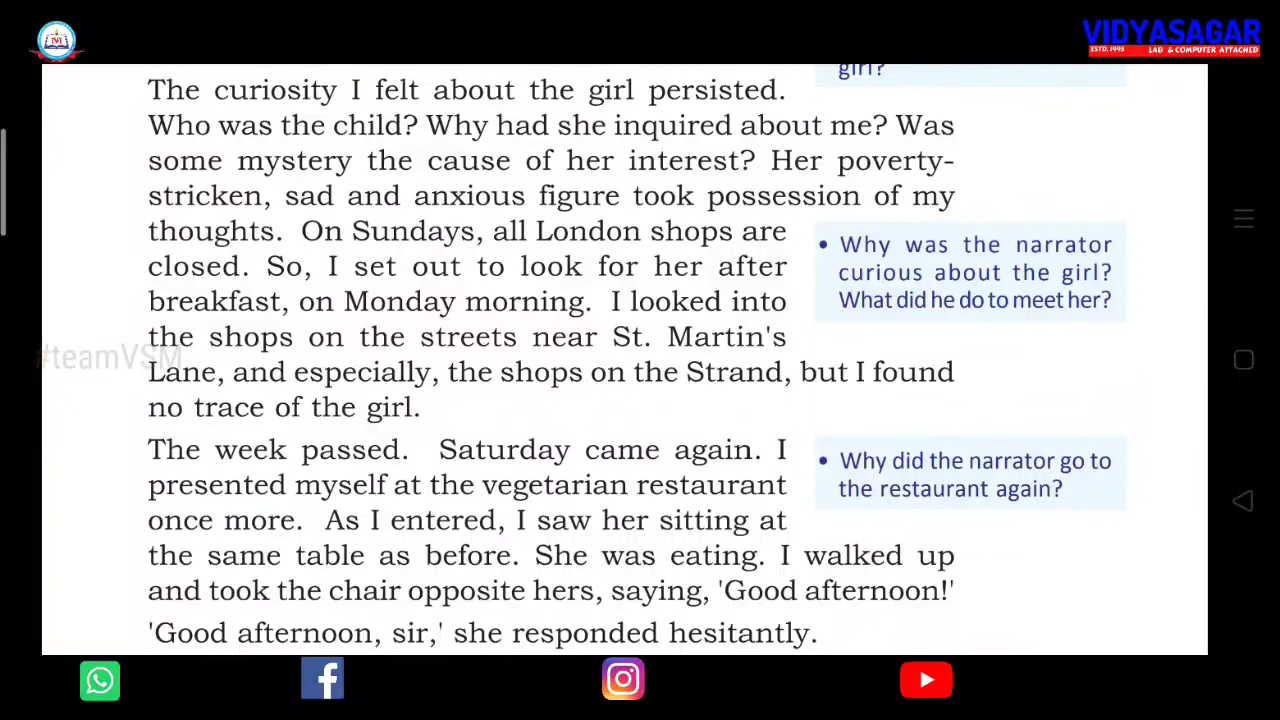 VIDYASAGAR
ESTD. 1993 LAB & COMPUTER ATTACHED
girl?
The curiosity I felt about the girl persisted.
Who was the child? Why had she inquired about me? Was
some mystery the cause of her interest? Her poverty-
stricken, sad and anxious figure took possession of my
thoughts. On Sundays, all London shops are
closed. So, I set out to look for her after
breakfast, on Monday morning. I looked into
the shops on the streets near St. Martin's
Lane, and especially, the shops on the Strand, but I found
no trace of the girl.
• Why was the narrator
curious about the girl?
What did he do to meet her?
#teamVSM
The week passed. Saturday came again. I
presented myself at the vegetarian restaurant
once more. As I entered, I saw her sitting at
the same table as before. She was eating. I walked up
and took the chair opposite hers, saying, 'Good afternoon!'
'Good afternoon, sir,' she responded hesitantly.
• Why did the narrator go to
the restaurant again?